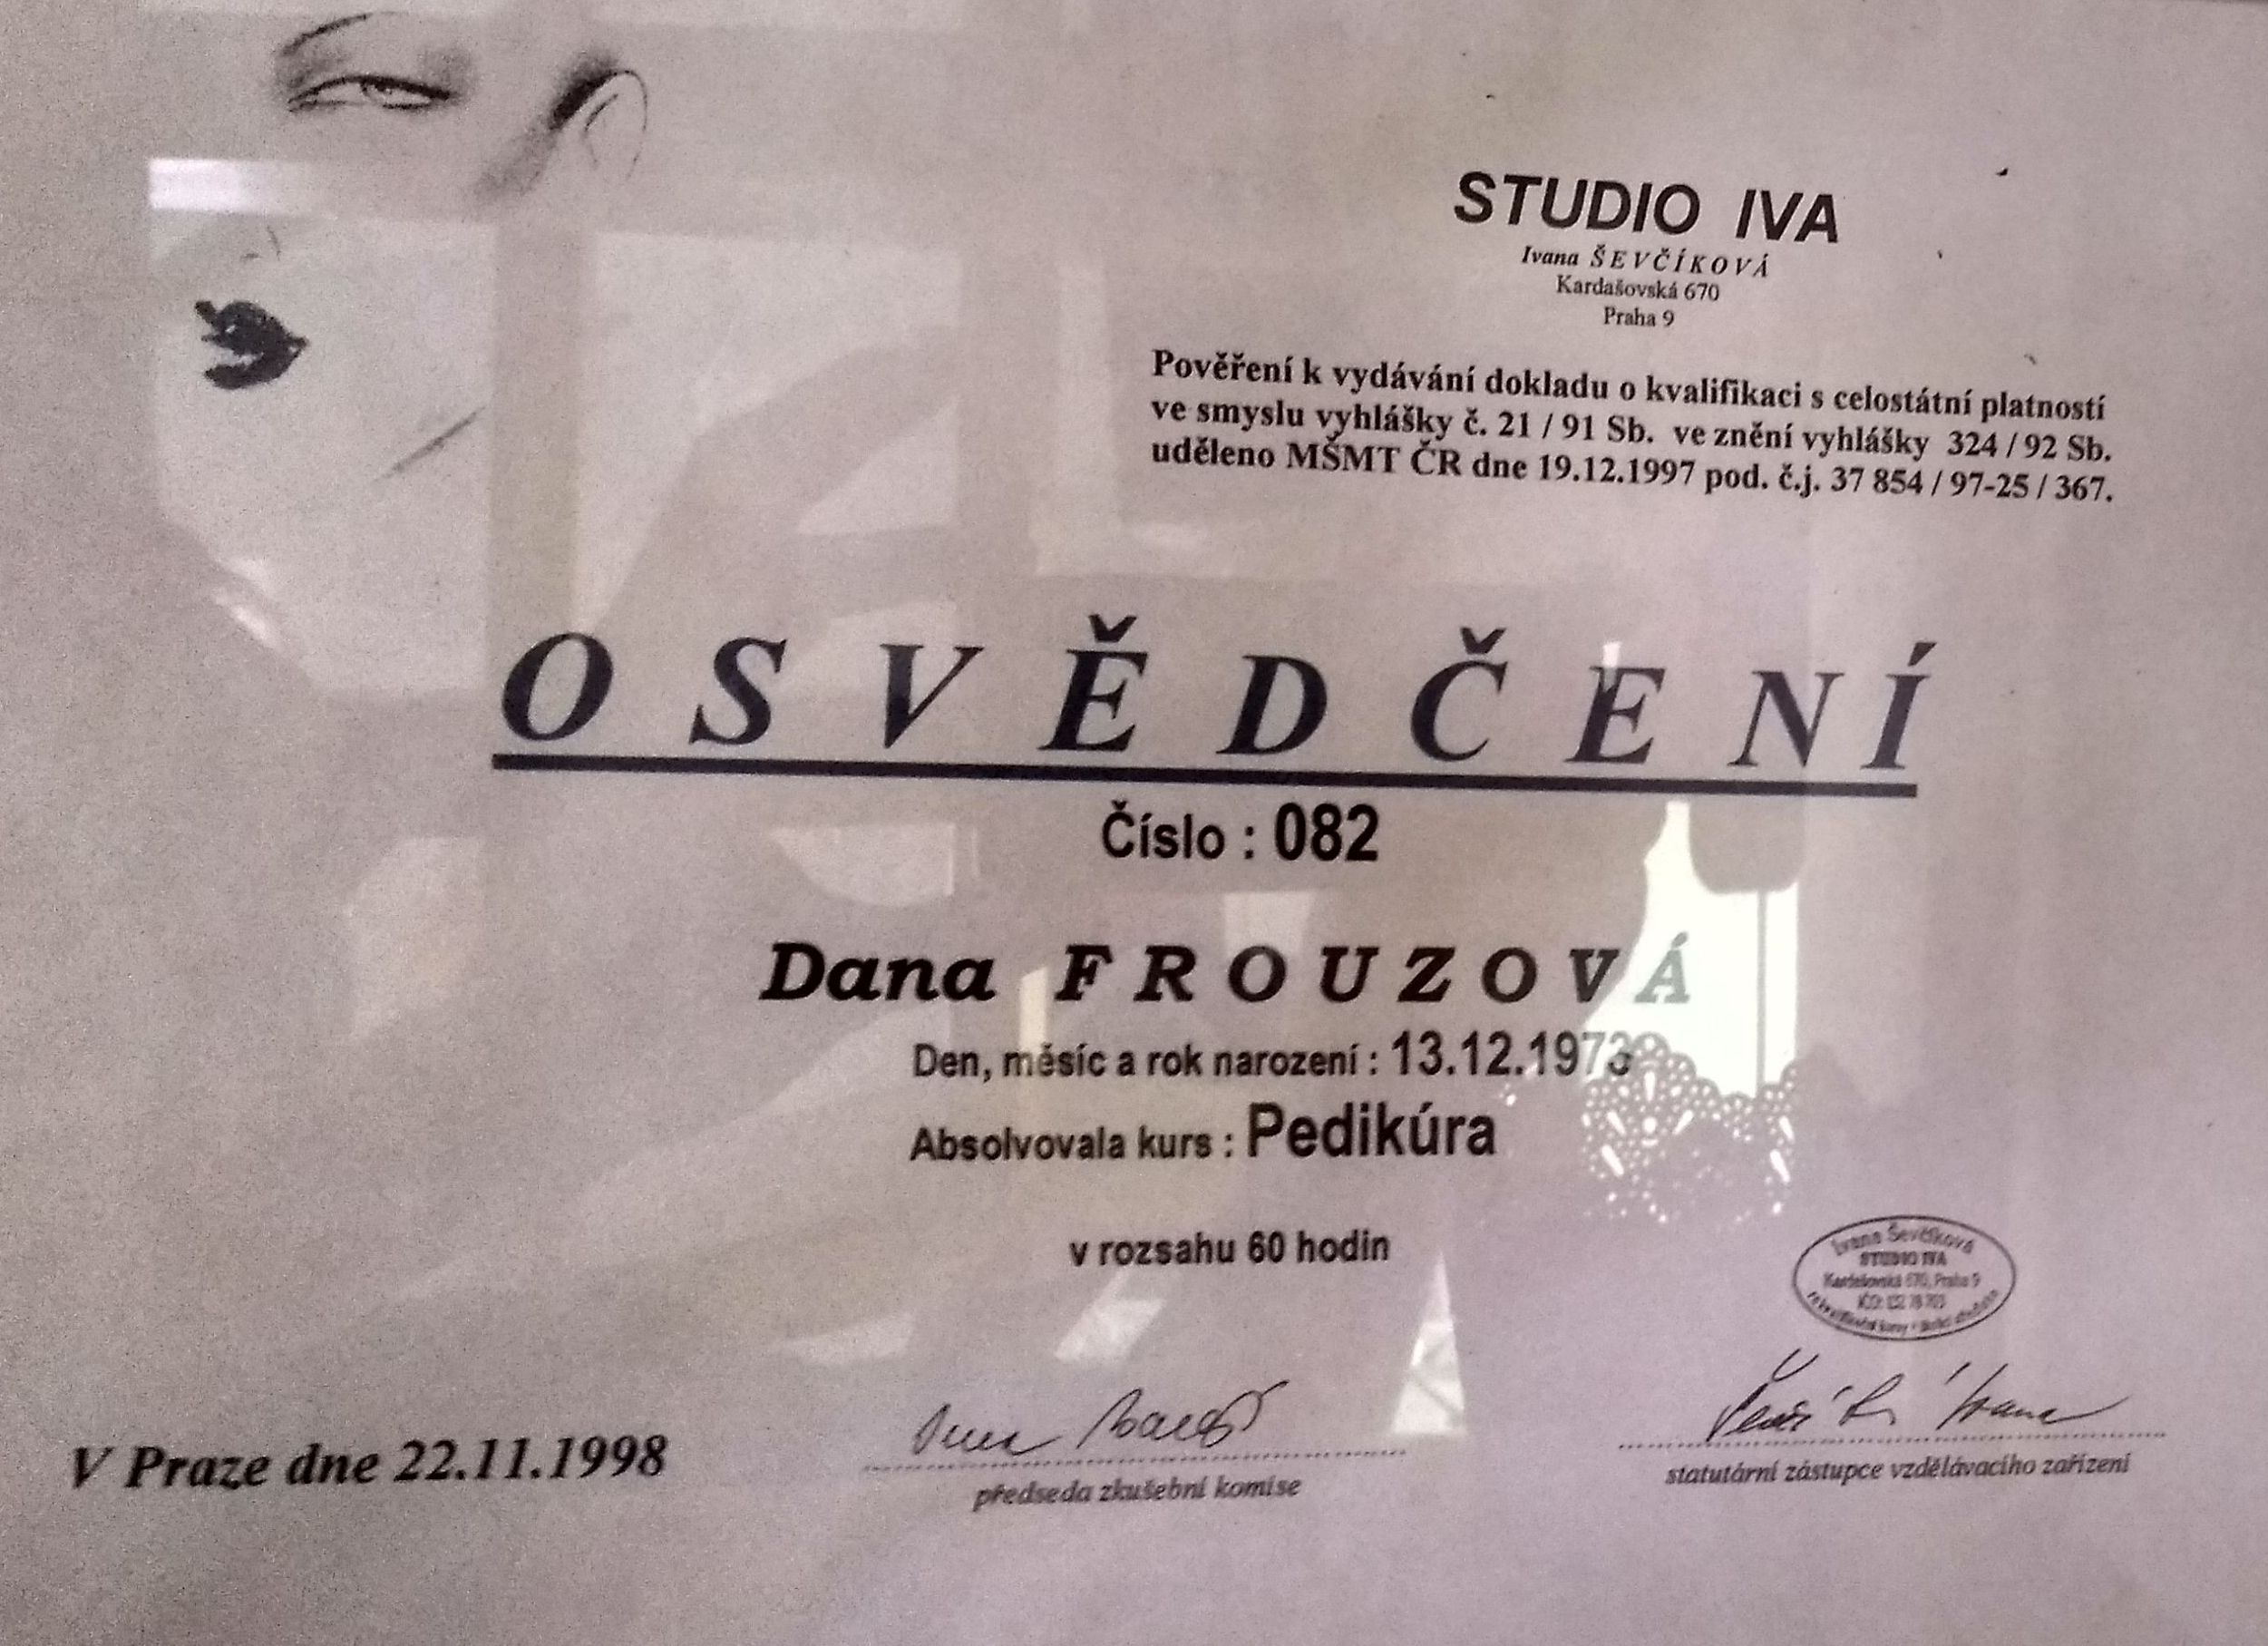 STUDIO IVA
Ivana ŠEVČÍKOVÁ
Kardašovská 670
Praha 9
Pověření k vydávání dokladu o kvalifikaci s celostátní platností
ve smyslu vyhlášky č. 21 / 91 Sb. ve znění vyhlášky 324 / 92 Sb.
uděleno MŠMT ČR dne 19.12.1997 pod. č.j. 37 854 / 97-25 / 367.
OSVĚDČENÍ
Číslo : 082
Dana FROUZOVÁ
Den, měsíc a rok narození : 13.12.1973
Absolvovala kurs : Pedikúra
v rozsahu 60 hodin
Ivana Ševčíková
STUDIO IVA
Kardašovská 670, Praha 9
IČO:
V Praze dne 22.11.1998
předseda zkušební komise
statutární zástupce vzdělávacího zařízení